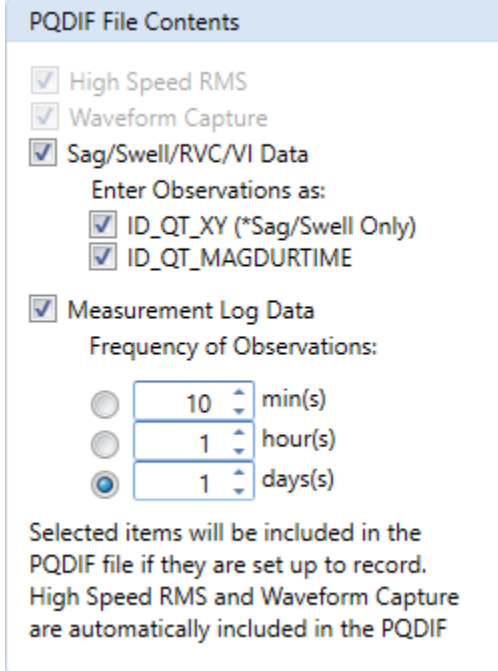 PQDIF File Contents
High Speed RMS
Waveform Capture
Sag/Swell/RVC/VI Data
Enter Observations as:
ID_QT_XY (*Sag/Swell Only)
ID_QT_MAGDURTIME
Measurement Log Data
Frequency of Observations:
10 min(s)
1 hour(s)
1 days(s)
Selected items will be included in the
PQDIF file if they are set up to record.
High Speed RMS and Waveform Capture
are automatically included in the PQDIF